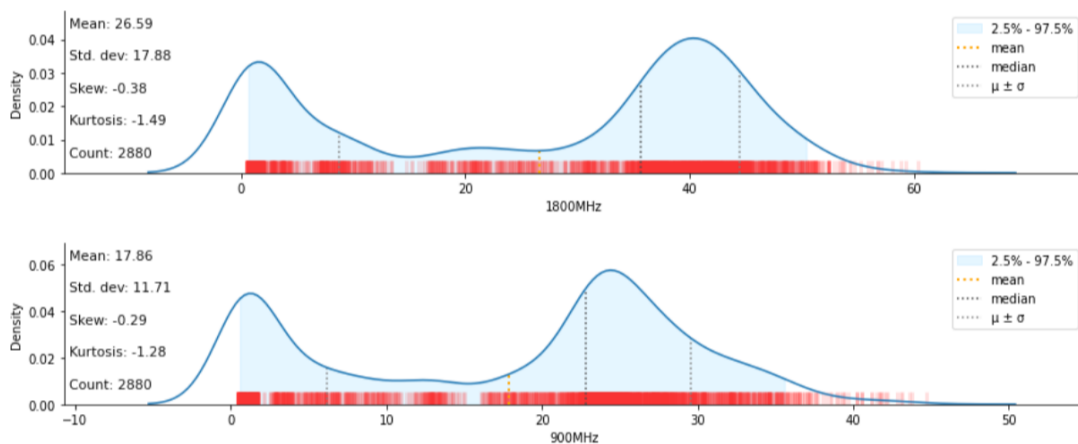 Mean: 26.59
Std. dev: 17.88
Skew: -0.38
Kurtosis: -1.49
Count: 2880
2.5% - 97.5%
mean
median
μ ± σ
Density
0.04
0.03
0.02
0.01
0.00
0 20 40 60
1800MHz
Mean: 17.86
Std. dev: 11.71
Skew: -0.29
Kurtosis: -1.28
Count: 2880
2.5% - 97.5%
mean
median
μ ± σ
Density
0.06
0.04
0.02
0.00
−10 0 10 20 30 40 50
900MHz